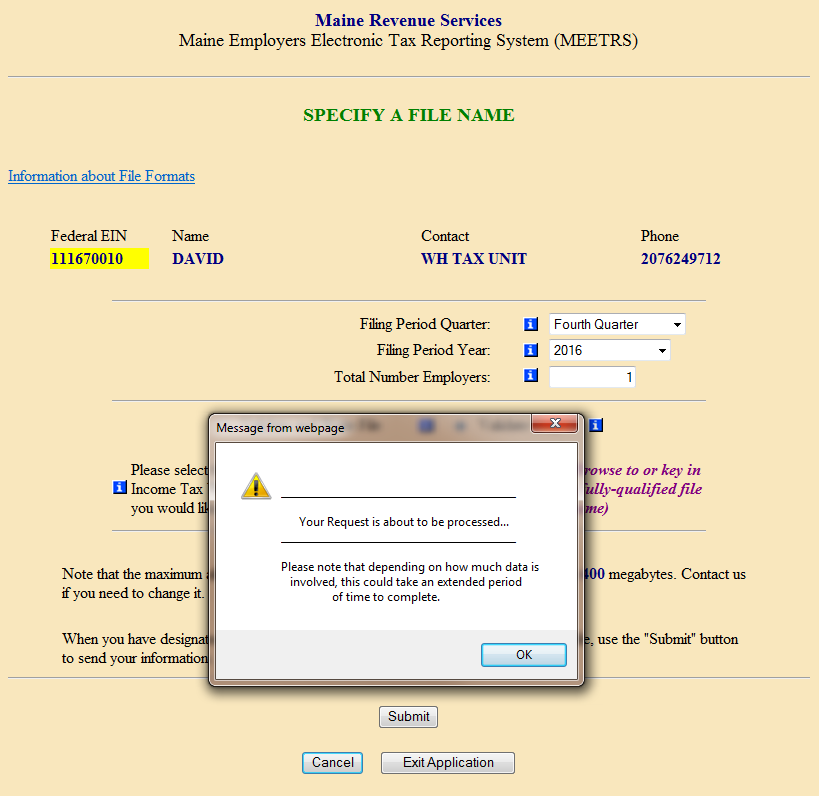 Maine Revenue Services
Maine Employers Electronic Tax Reporting System (MEETRS)
SPECIFY A FILE NAME
Information about File Formats
Federal EIN Name Contact Phone
111670010 DAVID WH TAX UNIT 2076249712
Filing Period Quarter: Fourth Quarter
Filing Period Year: 2016
Total Number Employers: 1
Message from webpage
Please select rowse to or key in
Income Tax fully-qualified file
you would me)
Your Request is about to be processed...
Please note that depending on how much data is
involved, this could take an extended period
of time to complete.
OK
Note that the maximum 400 megabytes. Contact us
if you need to change it.
When you have designat , use the "Submit" button
to send your information
Submit
Cancel Exit Application